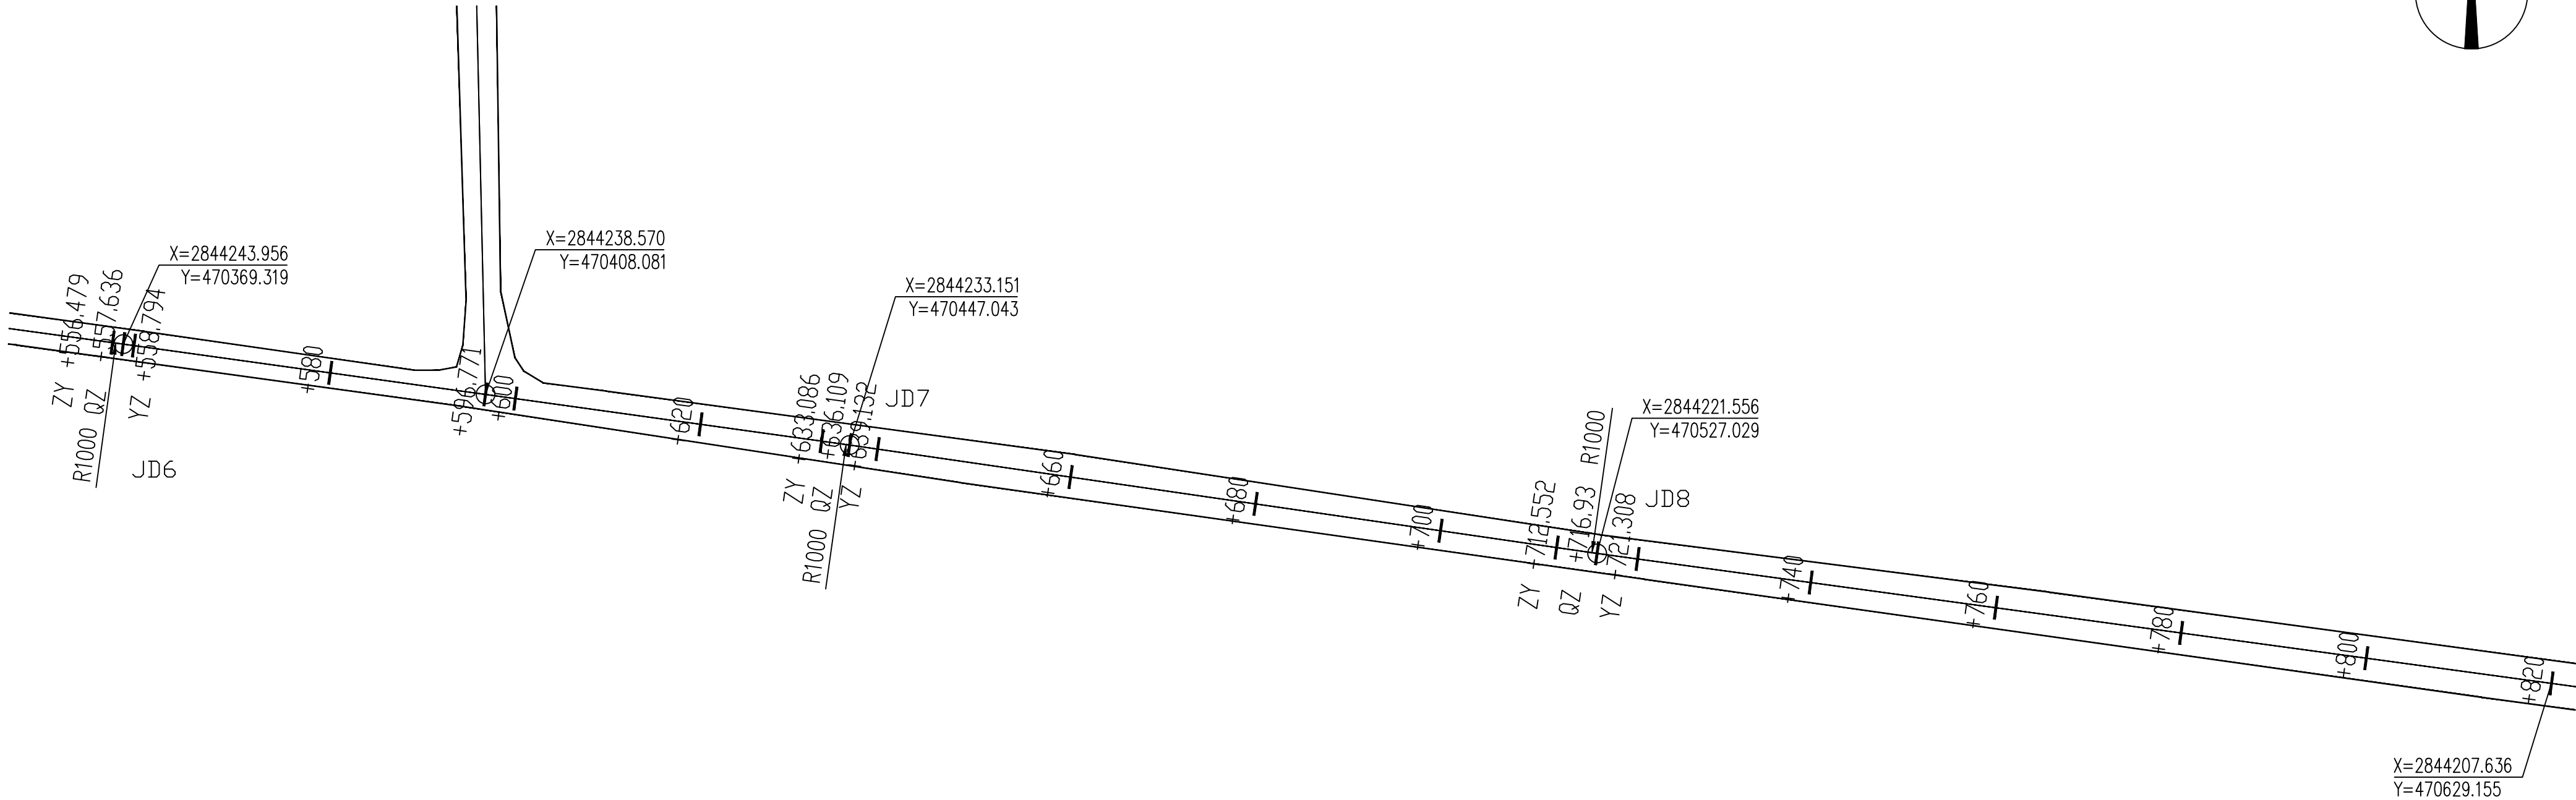 X=2844243.956
Y=470369.319
ZY +556.479
QZ +557.636
YZ +558.794
R1000
JD6
+580
X=2844238.570
Y=470408.081
+596.771
+600
+620
X=2844233.151
Y=470447.043
ZY +633.086
QZ +636.109
YZ +639.132
R1000
JD7
+660
+680
+700
X=2844221.556
Y=470527.029
R1000
ZY +712.552
QZ +716.93
YZ +721.308
JD8
+740
+760
+780
+800
+820
X=2844207.636
Y=470629.155